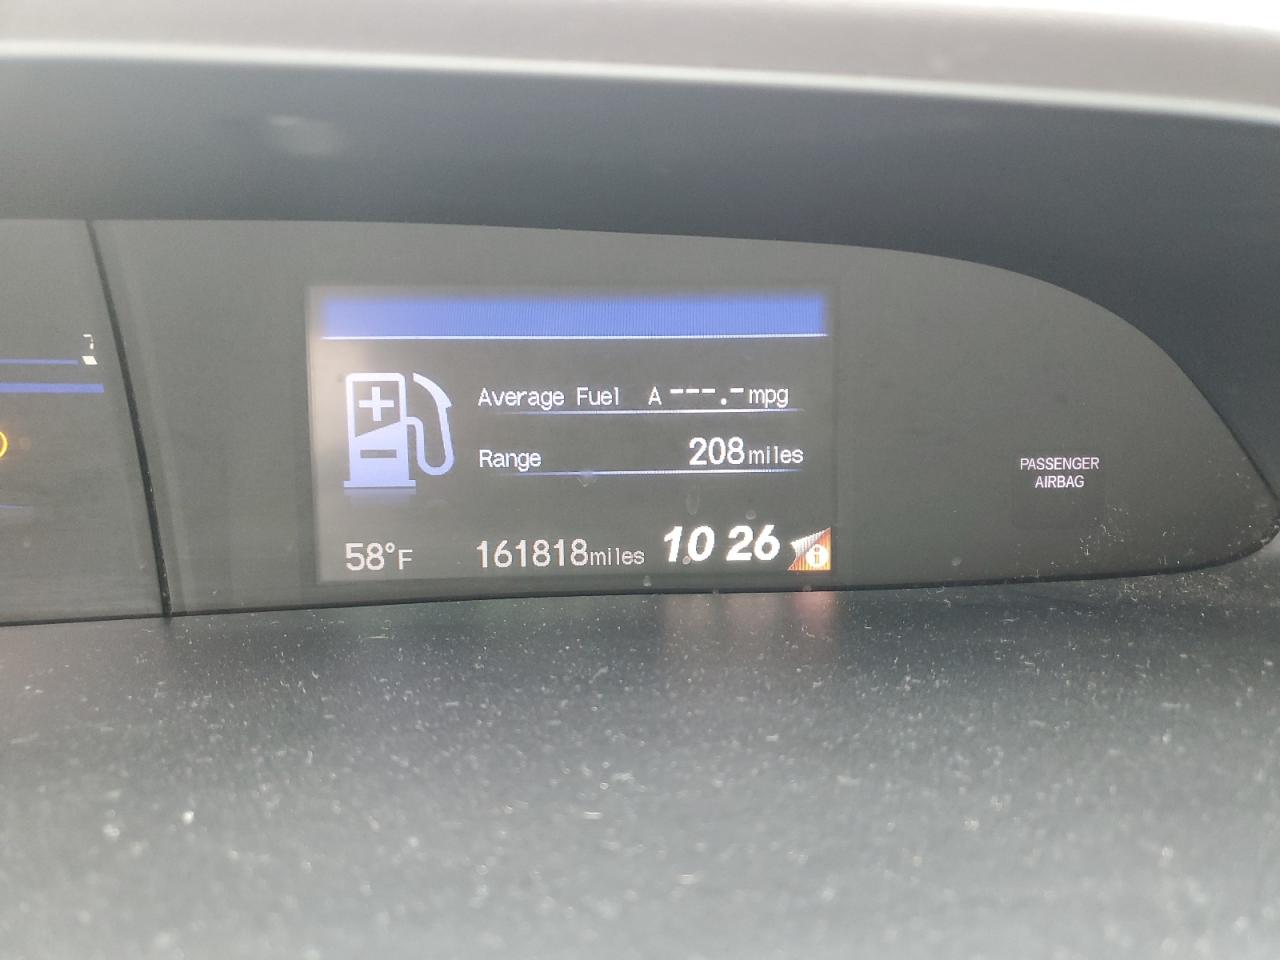 Average Fuel A ---.- mpg
Range 208 miles
58°F 161818 miles 10 26
PASSENGER
AIRBAG